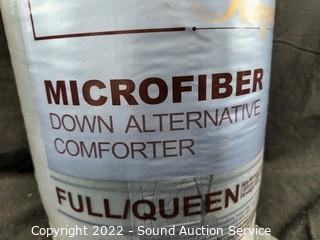 MICROFIBER
DOWN ALTERNATIVE
COMFORTER
FULL/QUEEN
Copyright 2022 - Sound Auction Service